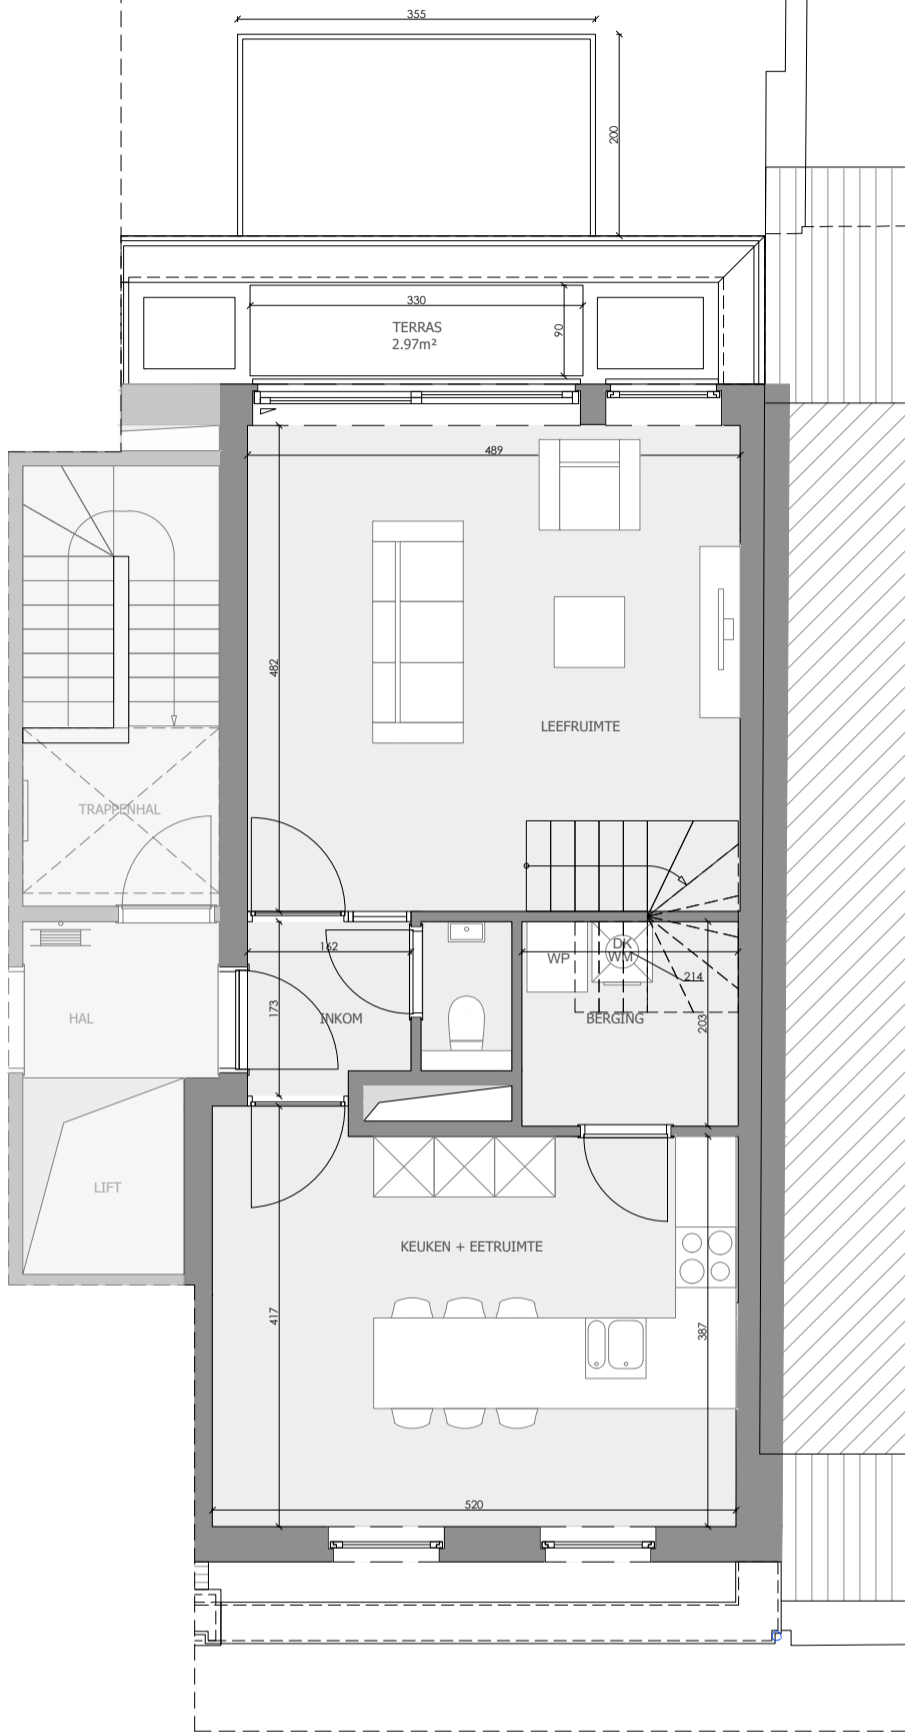 355
200
330
TERRAS
2.97m²
90
489
482
LEEFRUIMTE
TRAPPENHAL
162
DK
WM
WP
214
HAL
173
INKOM
BERGING
203
LIFT
KEUKEN + EETRUIMTE
417
387
520